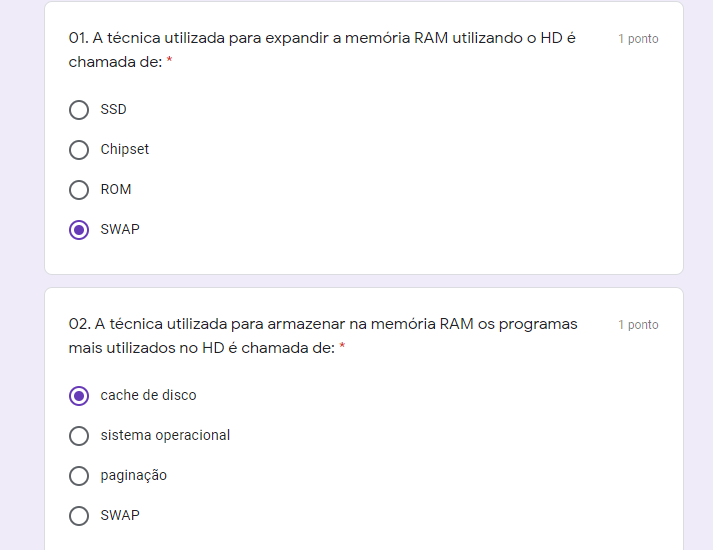 01. A técnica utilizada para expandir a memória RAM utilizando o HD é
chamada de: *
1 ponto
SSD
Chipset
ROM
SWAP
02. A técnica utilizada para armazenar na memória RAM os programas
mais utilizados no HD é chamada de: *
1 ponto
cache de disco
sistema operacional
paginação
SWAP